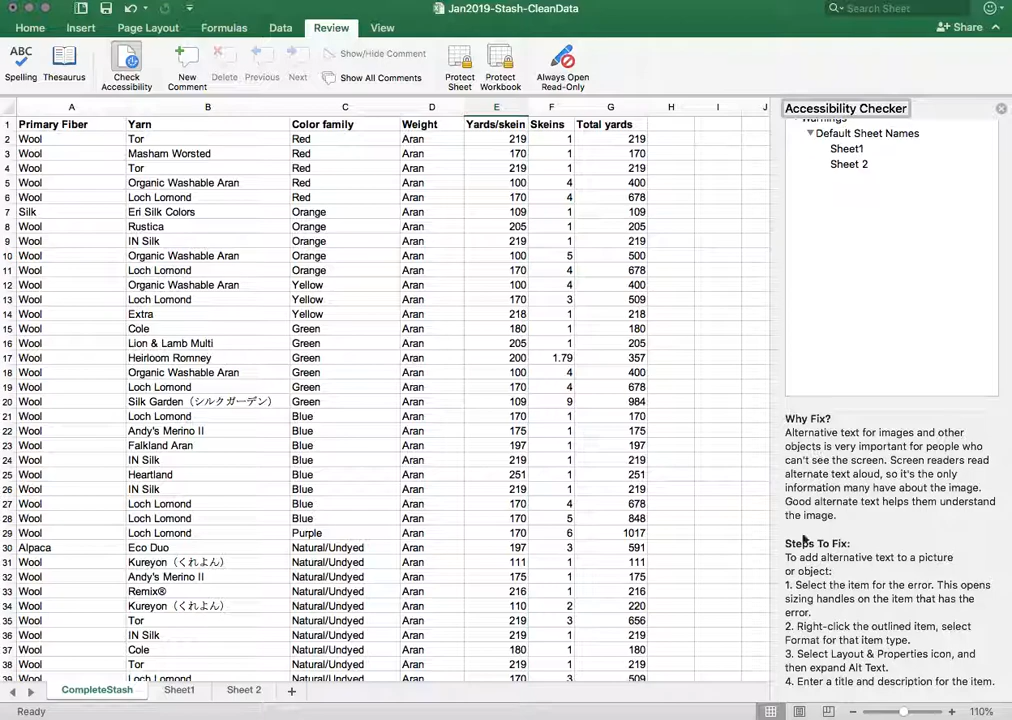 Jan2019-Stash-CleanData
Search Sheet
Home Insert Page Layout Formulas Data Review View
Share
ABC
Spelling Thesaurus Check Accessibility New Comment Delete Previous Next Show/Hide Comment Show All Comments Protect Sheet Protect Workbook Always Open Read-Only
A B C D E F G H I J
1 Primary Fiber Yarn Color family Weight Yards/skein Skeins Total yards
2 Wool Tor Red Aran 219 1 219
3 Wool Masham Worsted Red Aran 170 1 170
4 Wool Tor Red Aran 219 1 219
5 Wool Organic Washable Aran Red Aran 100 4 400
6 Wool Loch Lomond Red Aran 170 4 678
7 Silk Eri Silk Colors Orange Aran 109 1 109
8 Wool Rustica Orange Aran 205 1 205
9 Wool IN Silk Orange Aran 219 1 219
10 Wool Organic Washable Aran Orange Aran 100 5 500
11 Wool Loch Lomond Orange Aran 170 4 678
12 Wool Organic Washable Aran Yellow Aran 100 4 400
13 Wool Loch Lomond Yellow Aran 170 3 509
14 Wool Extra Yellow Aran 218 1 218
15 Wool Cole Green Aran 180 1 180
16 Wool Lion & Lamb Multi Green Aran 205 1 205
17 Wool Heirloom Romney Green Aran 200 1.79 357
18 Wool Organic Washable Aran Green Aran 100 4 400
19 Wool Loch Lomond Green Aran 170 4 678
20 Wool Silk Garden（シルクガーデン） Green Aran 109 9 984
21 Wool Loch Lomond Blue Aran 170 1 170
22 Wool Andy's Merino II Blue Aran 175 1 175
23 Wool Falkland Aran Blue Aran 197 1 197
24 Wool IN Silk Blue Aran 219 1 219
25 Wool Heartland Blue Aran 251 1 251
26 Wool IN Silk Blue Aran 219 1 219
27 Wool Loch Lomond Blue Aran 170 4 678
28 Wool Loch Lomond Blue Aran 170 5 848
29 Wool Loch Lomond Purple Aran 170 6 1017
30 Alpaca Eco Duo Natural/Undyed Aran 197 3 591
31 Wool Kureyon（くれよん） Natural/Undyed Aran 111 1 111
32 Wool Andy's Merino II Natural/Undyed Aran 175 1 175
33 Wool Remix® Natural/Undyed Aran 216 1 216
34 Wool Kureyon（くれよん） Natural/Undyed Aran 110 2 220
35 Wool Tor Natural/Undyed Aran 219 3 656
36 Wool IN Silk Natural/Undyed Aran 219 1 219
37 Wool Cole Natural/Undyed Aran 180 1 180
38 Wool Tor Natural/Undyed Aran 219 1 219
39 Wool Loch Lomond Natural/Undyed Aran 170 3 509
CompleteStash Sheet1 Sheet 2
Ready
110%
Accessibility Checker
Warnings
Default Sheet Names
Sheet1
Sheet 2
Why Fix?
Alternative text for images and other
objects is very important for people who
can't see the screen. Screen readers read
alternate text aloud, so it's the only
information many have about the image.
Good alternate text helps them understand
the image.
Steps To Fix:
To add alternative text to a picture
or object:
1. Select the item for the error. This opens
sizing handles on the item that has the
error.
2. Right-click the outlined item, select
Format for that item type.
3. Select Layout & Properties icon, and
then expand Alt Text.
4. Enter a title and description for the item.